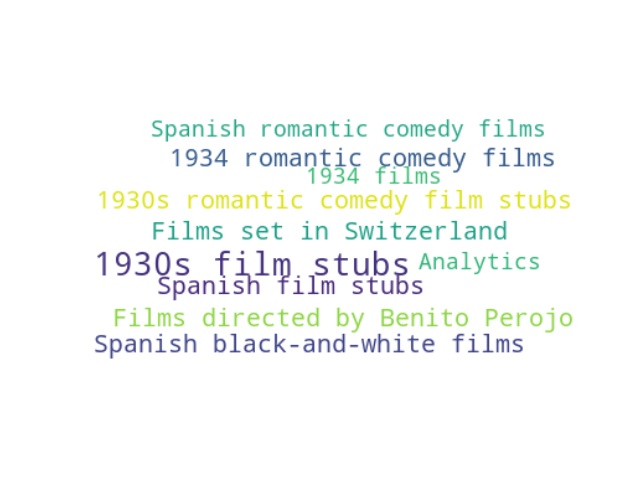 Spanish romantic comedy films
1934 romantic comedy films
1934 films
1930s romantic comedy film stubs
Films set in Switzerland
1930s film stubs
Analytics
Spanish film stubs
Films directed by Benito Perojo
Spanish black-and-white films